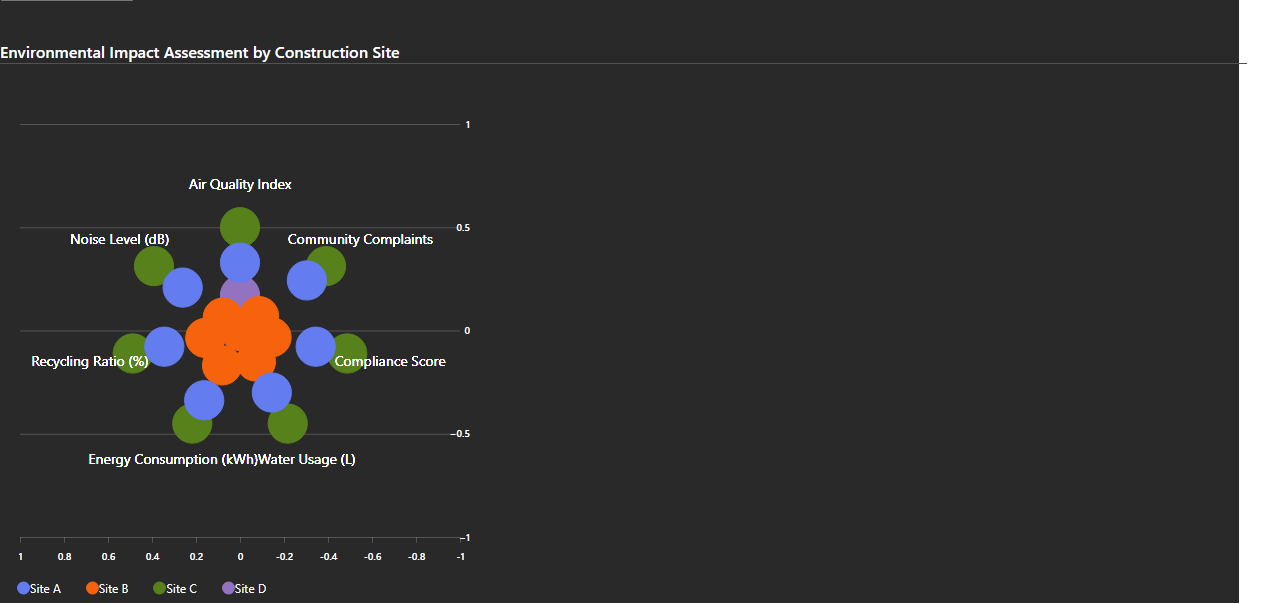 Environmental Impact Assessment by Construction Site
1
Air Quality Index
0.5
Noise Level (dB)
Community Complaints
0
Recycling Ratio (%)
Compliance Score
−0.5
Energy Consumption (kWh)
Water Usage (L)
−1
1 0.8 0.6 0.4 0.2 0 -0.2 -0.4 -0.6 -0.8 -1
Site A Site B Site C Site D